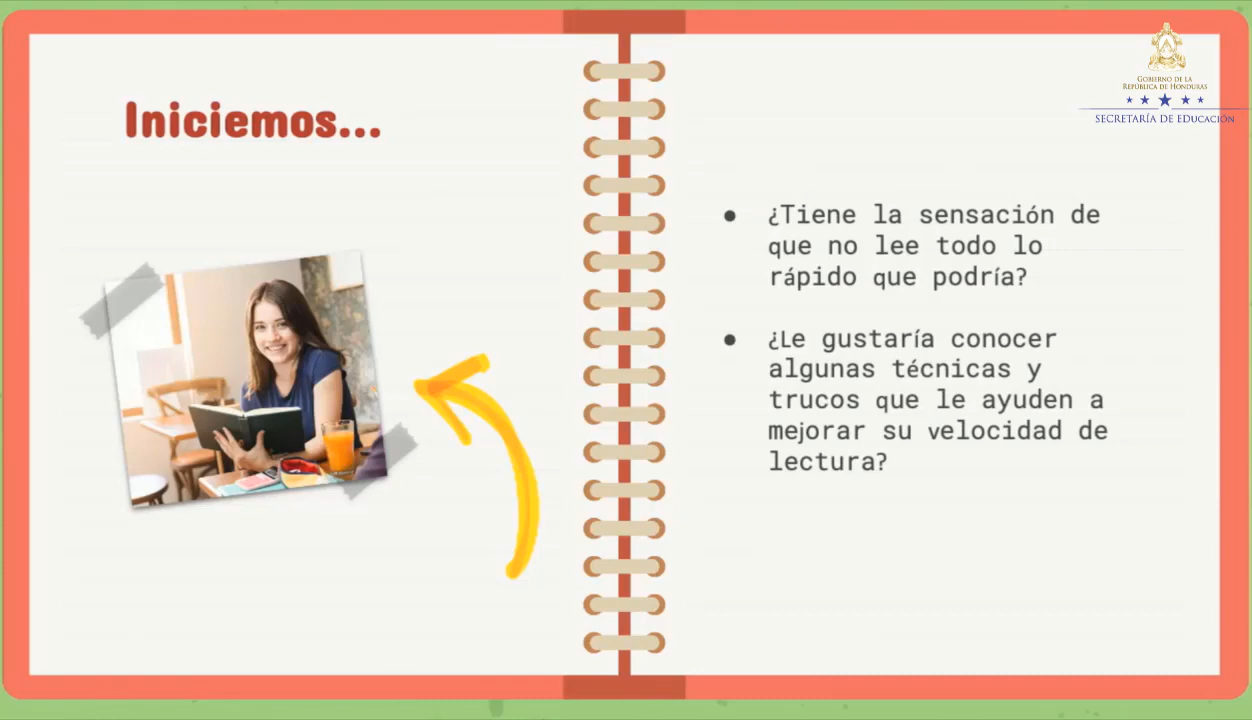 Iniciemos...
GOBIERNO DE LA
REPÚBLICA DE HONDURAS
SECRETARÍA DE EDUCACIÓN
● ¿Tiene la sensación de
que no lee todo lo
rápido que podría?
● ¿Le gustaría conocer
algunas técnicas y
trucos que le ayuden a
mejorar su velocidad de
lectura?